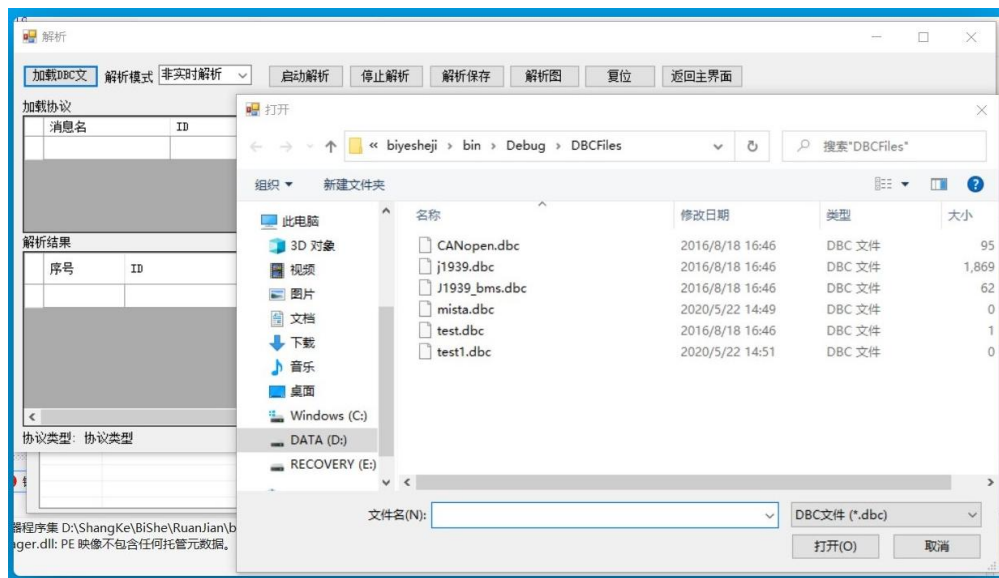 解析
加载DBC文 解析模式 非实时解析 启动解析 停止解析 解析保存 解析图 复位 返回主界面
加载协议
消息名 ID
解析结果
序号 ID
协议类型: 协议类型
打开
« biyesheji › bin › Debug › DBCFiles 搜索"DBCFiles"
组织 新建文件夹
名称 修改日期 类型 大小
CANopen.dbc 2016/8/18 16:46 DBC 文件 95
j1939.dbc 2016/8/18 16:46 DBC 文件 1,869
J1939_bms.dbc 2016/8/18 16:46 DBC 文件 62
mista.dbc 2020/5/22 14:49 DBC 文件 0
test.dbc 2016/8/18 16:46 DBC 文件 1
test1.dbc 2020/5/22 14:51 DBC 文件 0
此电脑
3D 对象
视频
图片
文档
下载
音乐
桌面
Windows (C:)
DATA (D:)
RECOVERY (E:)
文件名(N): DBC文件 (*.dbc)
打开(O) 取消
器程序集 D:\ShangKe\BiShe\RuanJian\b
ager.dll: PE 映像不包含任何托管元数据。